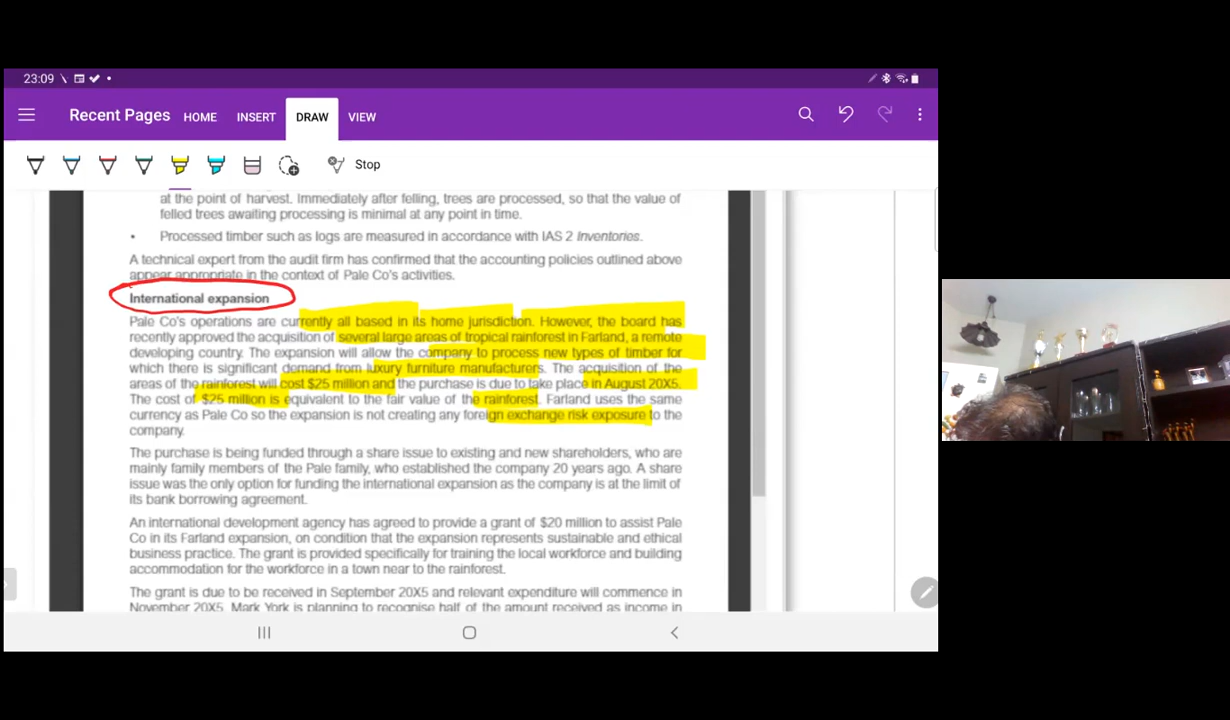 23:09
Recent Pages HOME INSERT DRAW VIEW
Stop
at the point of harvest. Immediately after felling, trees are processed, so that the value of
felled trees awaiting processing is minimal at any point in time.
• Processed timber such as logs are measured in accordance with IAS 2 Inventories.
A technical expert from the audit firm has confirmed that the accounting policies outlined above
appear appropriate in the context of Pale Co's activities.
International expansion
Pale Co's operations are currently all based in its home jurisdiction. However, the board has
recently approved the acquisition of several large areas of tropical rainforest in Farland, a remote
developing country. The expansion will allow the company to process new types of timber for
which there is significant demand from luxury furniture manufacturers. The acquisition of the
areas of the rainforest will cost $25 million and the purchase is due to take place in August 20X5.
The cost of $25 million is equivalent to the fair value of the rainforest. Farland uses the same
currency as Pale Co so the expansion is not creating any foreign exchange risk exposure to the
company.
The purchase is being funded through a share issue to existing and new shareholders, who are
mainly family members of the Pale family, who established the company 20 years ago. A share
issue was the only option for funding the international expansion as the company is at the limit of
its bank borrowing agreement.
An international development agency has agreed to provide a grant of $20 million to assist Pale
Co in its Farland expansion, on condition that the expansion represents sustainable and ethical
business practice. The grant is provided specifically for training the local workforce and building
accommodation for the workforce in a town near to the rainforest.
The grant is due to be received in September 20X5 and relevant expenditure will commence in
November 20X5. Mark York is planning to recognise half of the amount received as income in